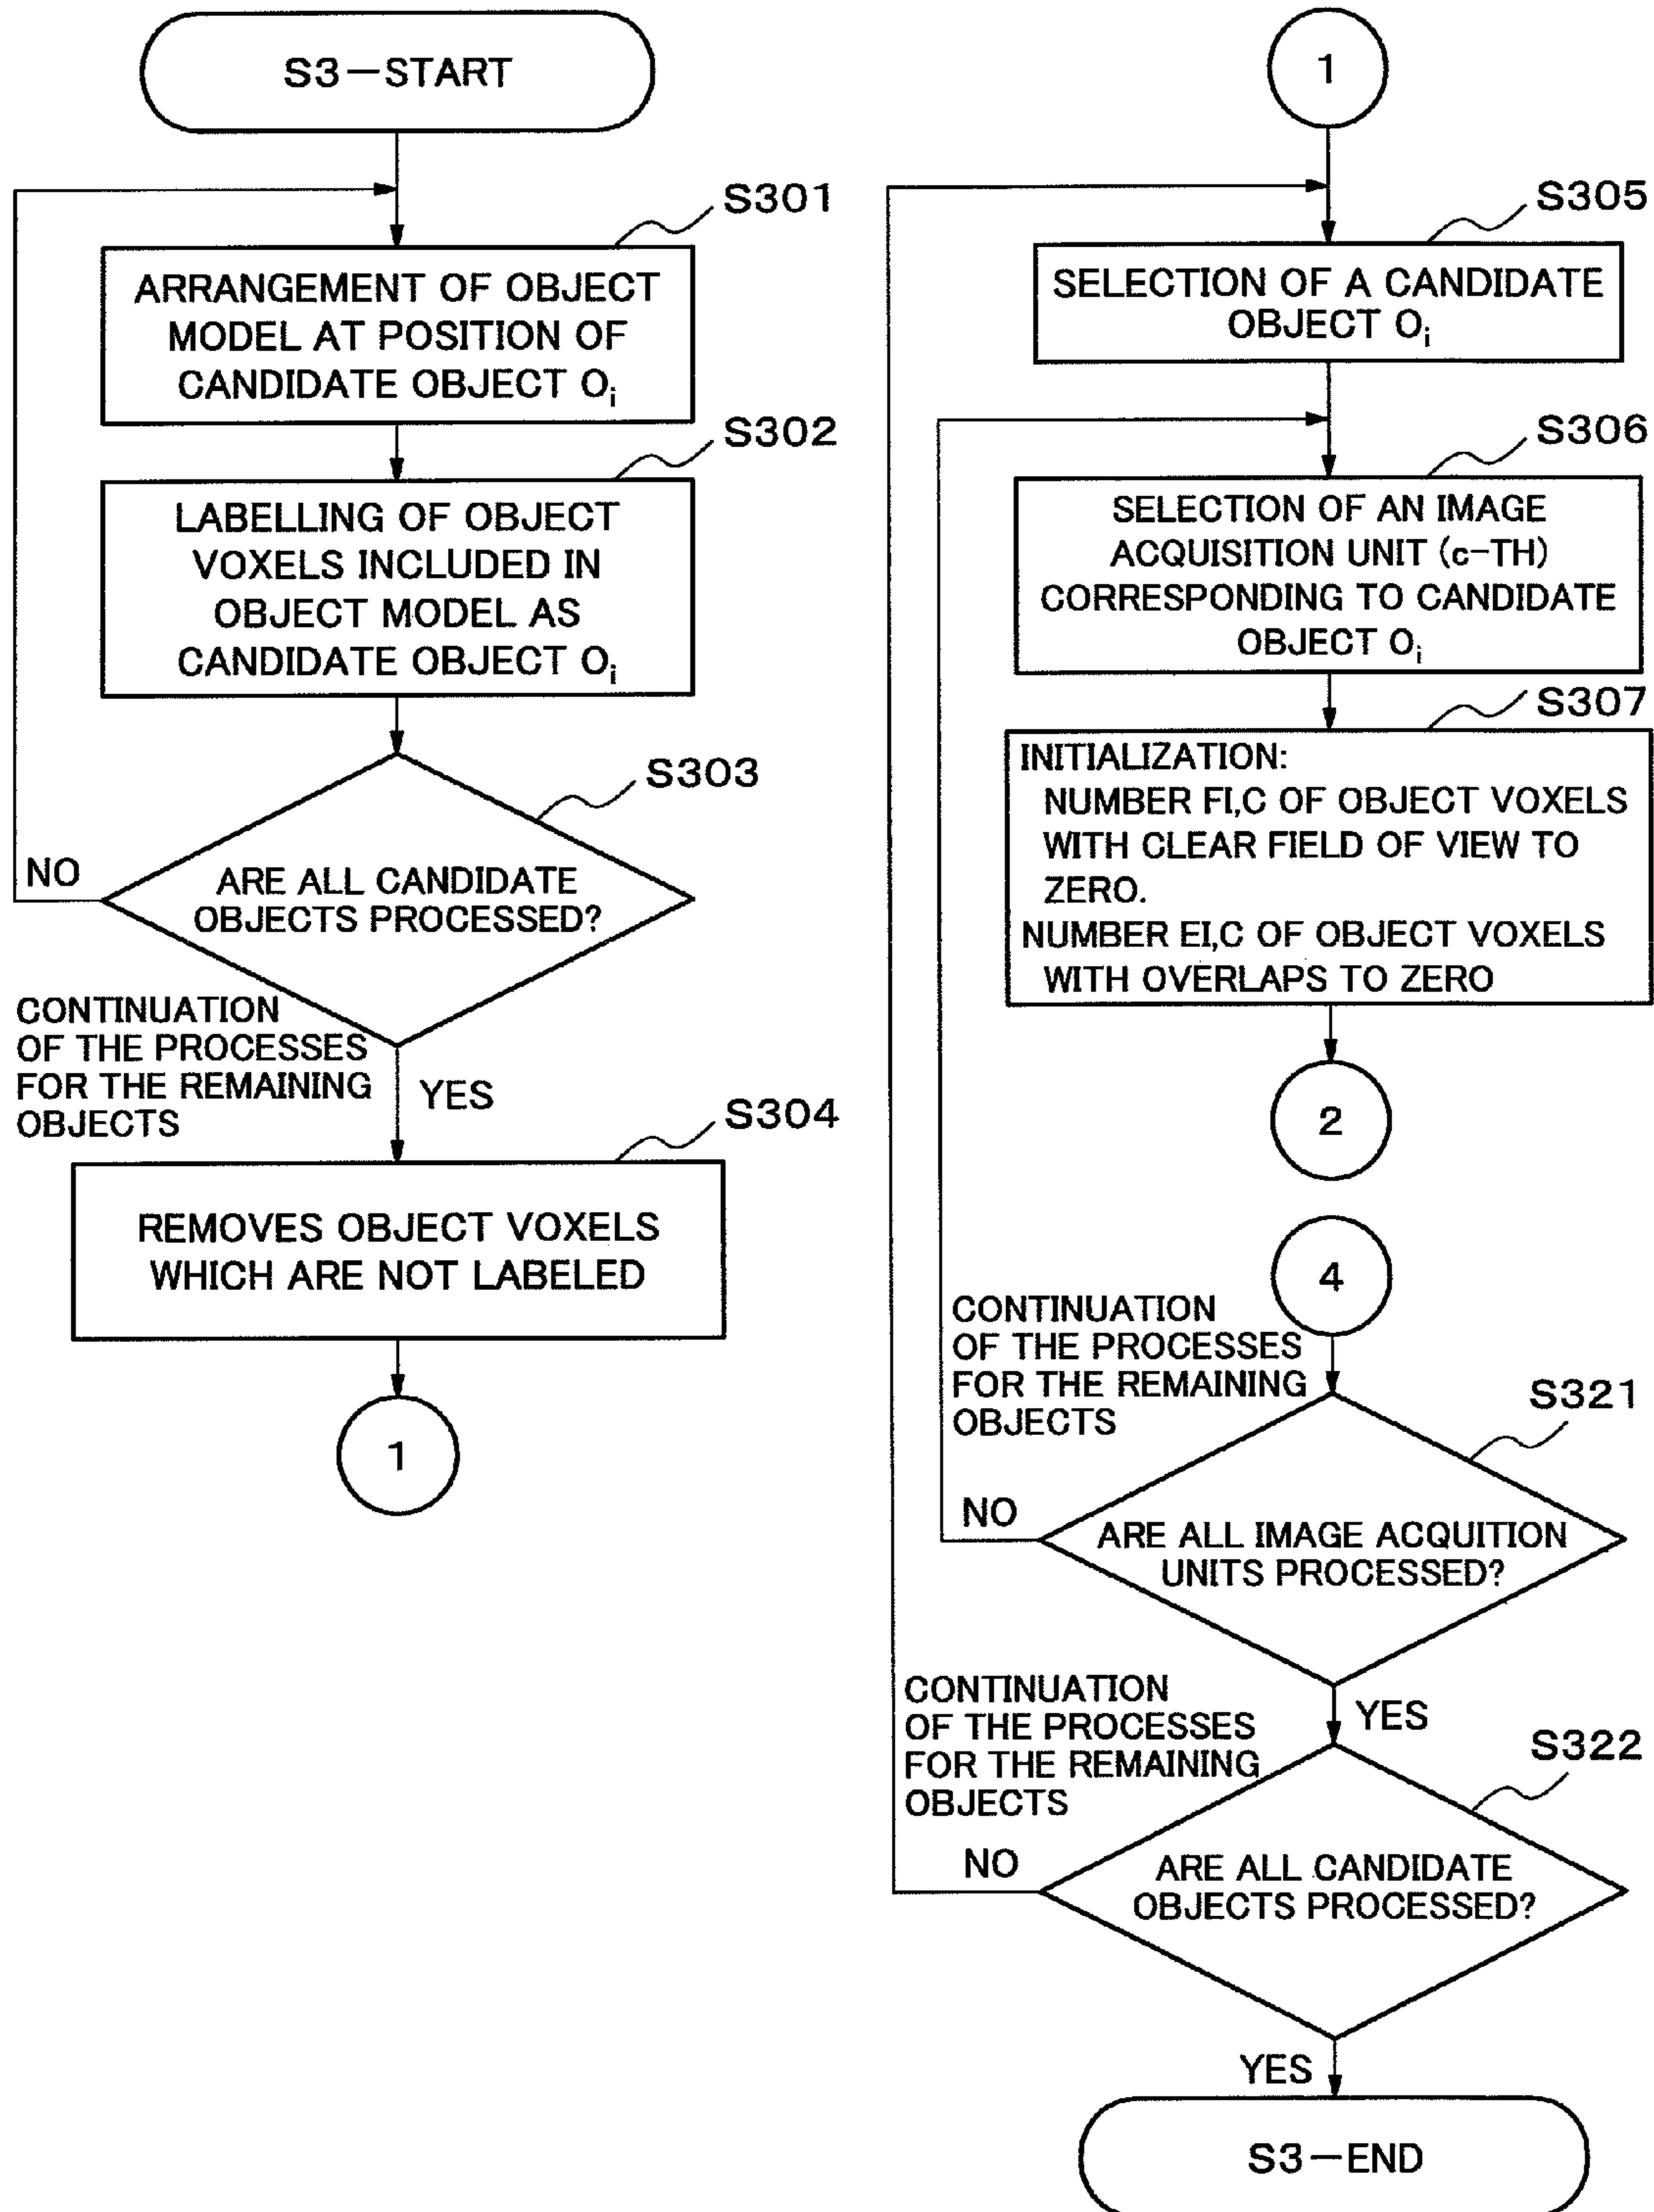 S3-START
S301
ARRANGEMENT OF OBJECT
MODEL AT POSITION OF
CANDIDATE OBJECT Oi
S302
LABELLING OF OBJECT
VOXELS INCLUDED IN
OBJECT MODEL AS
CANDIDATE OBJECT Oi
S303
NO
ARE ALL CANDIDATE
OBJECTS PROCESSED?
CONTINUATION
OF THE PROCESSES
FOR THE REMAINING
OBJECTS
YES
S304
REMOVES OBJECT VOXELS
WHICH ARE NOT LABELED
1
1
S305
SELECTION OF A CANDIDATE
OBJECT Oi
S306
SELECTION OF AN IMAGE
ACQUISITION UNIT (c-TH)
CORRESPONDING TO CANDIDATE
OBJECT Oi
S307
INITIALIZATION:
NUMBER FI,C OF OBJECT VOXELS
WITH CLEAR FIELD OF VIEW TO
ZERO.
NUMBER EI,C OF OBJECT VOXELS
WITH OVERLAPS TO ZERO
2
4
CONTINUATION
OF THE PROCESSES
FOR THE REMAINING
OBJECTS
S321
NO
ARE ALL IMAGE ACQUITION
UNITS PROCESSED?
YES
CONTINUATION
OF THE PROCESSES
FOR THE REMAINING
OBJECTS
S322
NO
ARE ALL CANDIDATE
OBJECTS PROCESSED?
YES
S3-END